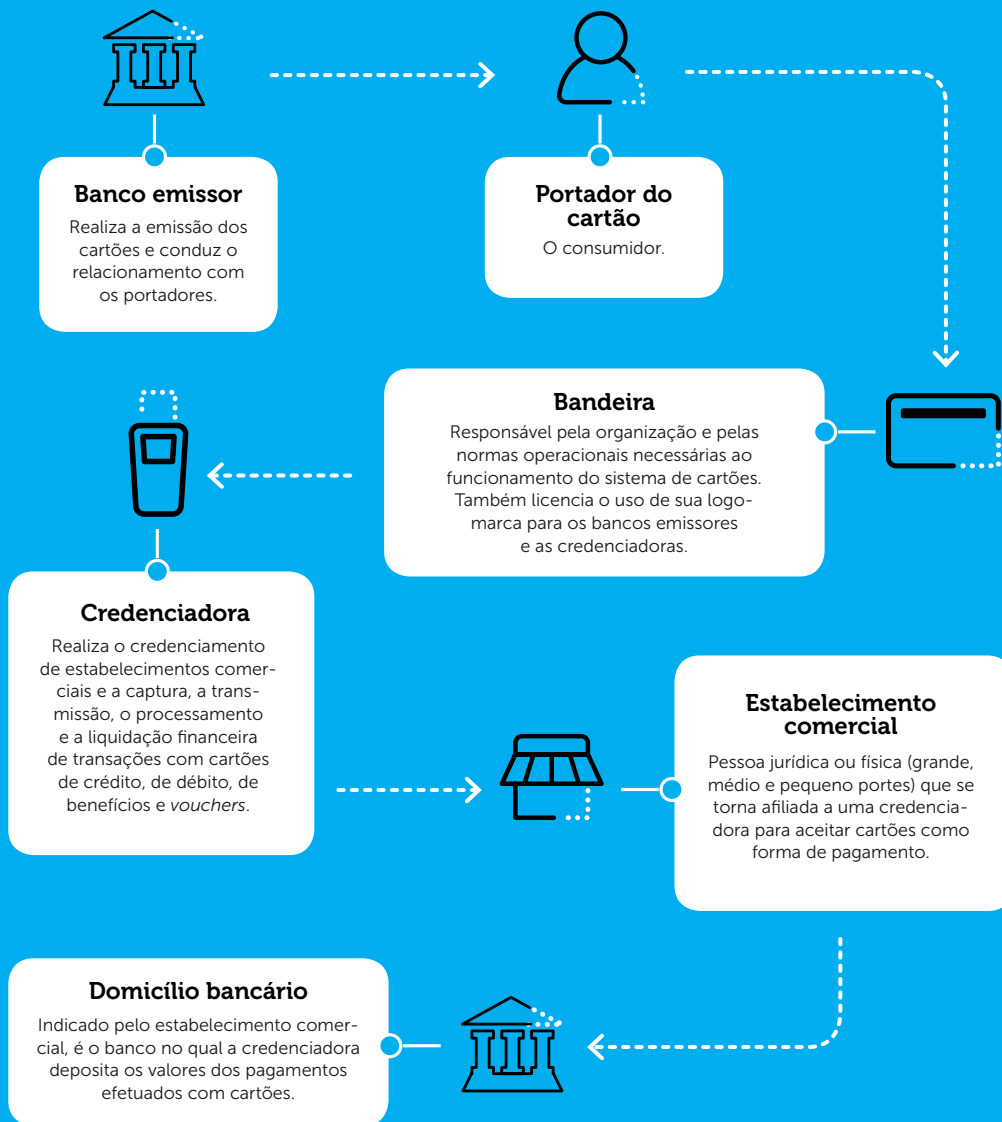 Banco emissor
Realiza a emissão dos
cartões e conduz o
relacionamento com
os portadores.
Portador do
cartão
O consumidor.
Bandeira
Responsável pela organização e pelas
normas operacionais necessárias ao
funcionamento do sistema de cartões.
Também licencia o uso de sua logo-
marca para os bancos emissores
e as credenciadoras.
Credenciadora
Realiza o credenciamento
de estabelecimentos comer-
ciais e a captura, a trans-
missão, o processamento
e a liquidação financeira
de transações com cartões
de crédito, de débito, de
benefícios e vouchers.
Estabelecimento
comercial
Pessoa jurídica ou física (grande,
médio e pequeno portes) que se
torna afiliada a uma credencia-
dora para aceitar cartões como
forma de pagamento.
Domicílio bancário
Indicado pelo estabelecimento comer-
cial, é o banco no qual a credenciadora
deposita os valores dos pagamentos
efetuados com cartões.